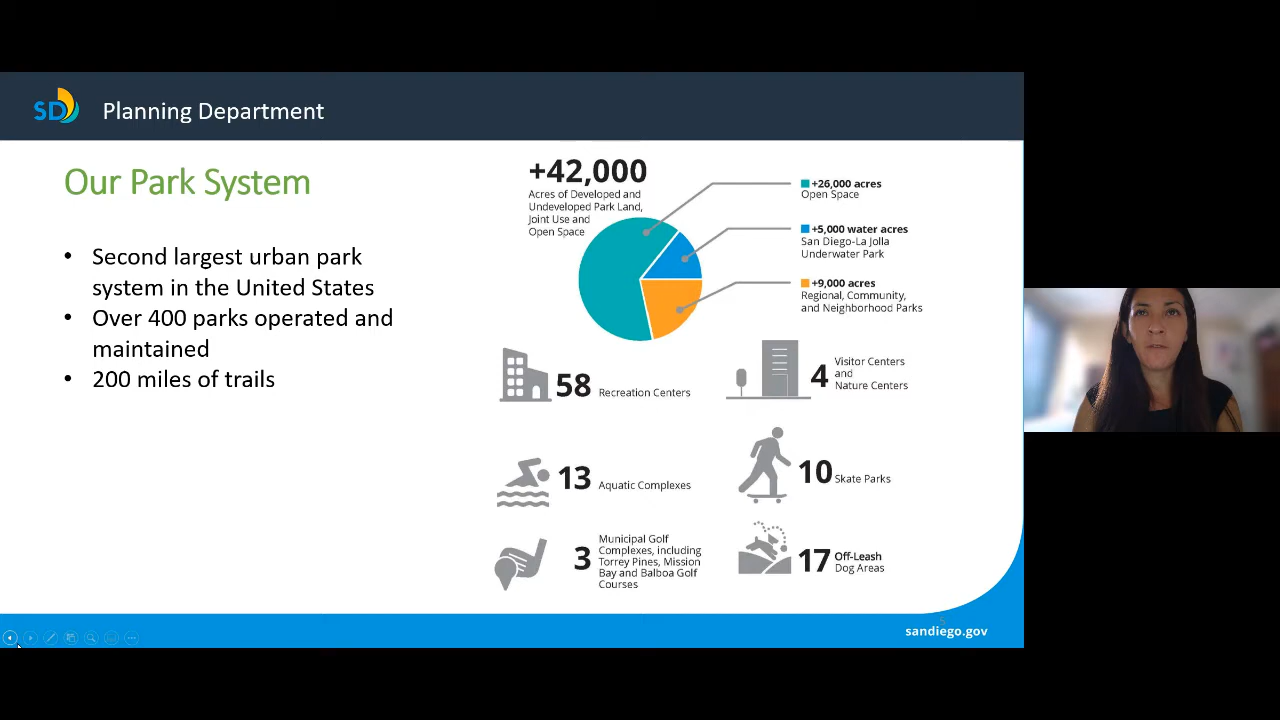 SD
Planning Department
Our Park System
• Second largest urban park
system in the United States
• Over 400 parks operated and
maintained
• 200 miles of trails
+42,000
Acres of Developed and
Undeveloped Park Land,
Joint Use and
Open Space
+26,000 acres
Open Space
+5,000 water acres
San Diego-La Jolla
Underwater Park
+9,000 acres
Regional, Community,
and Neighborhood Parks
58 Recreation Centers
4 Visitor Centers
and
Nature Centers
13 Aquatic Complexes
10 Skate Parks
3 Municipal Golf
Complexes, including
Torrey Pines, Mission
Bay and Balboa Golf
Courses
17 Off-Leash
Dog Areas
5
sandiego.gov